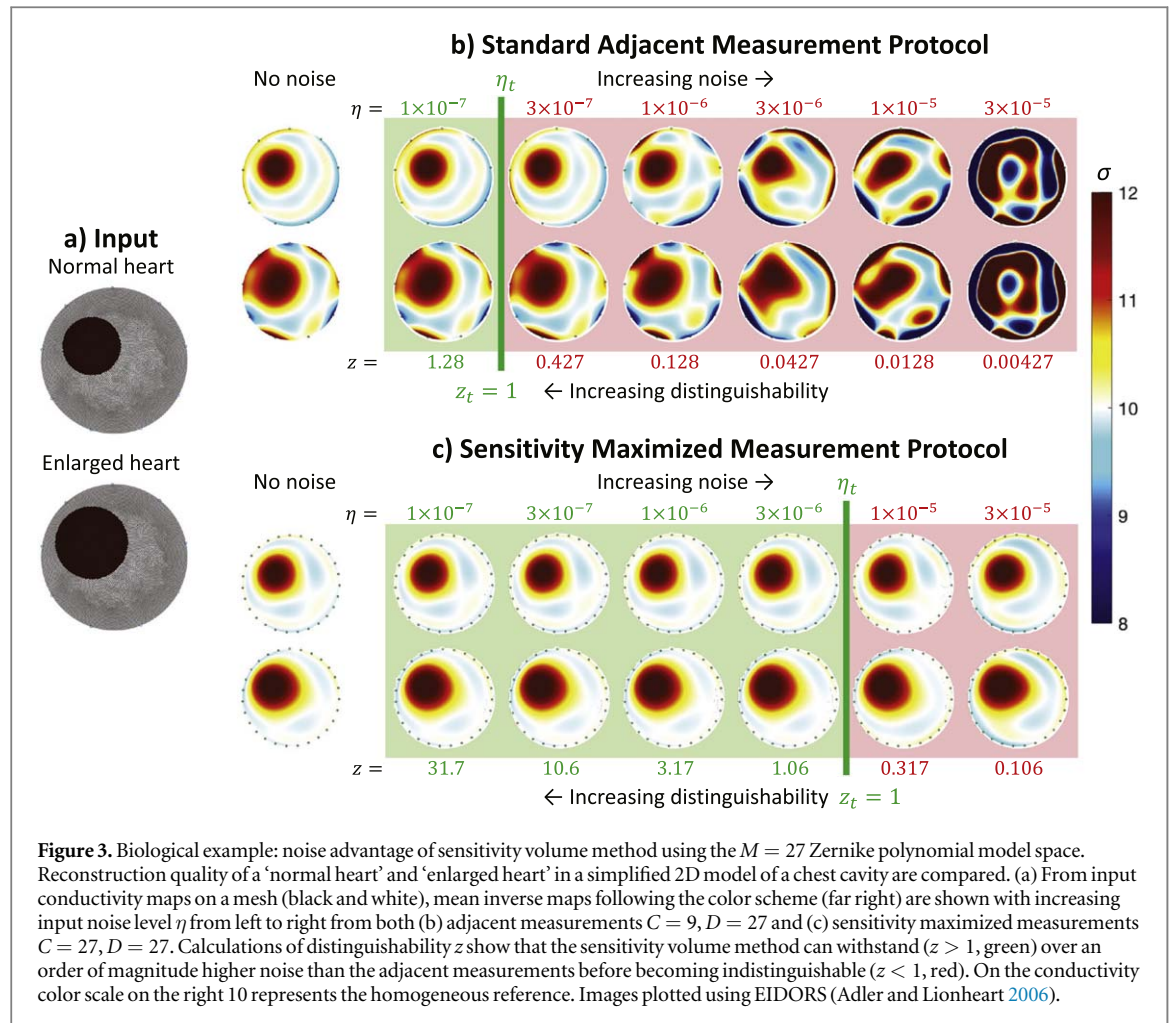 b) Standard Adjacent Measurement Protocol
No noise
η_t
Increasing noise →
η = 1×10⁻⁷ 3×10⁻⁷ 1×10⁻⁶ 3×10⁻⁶ 1×10⁻⁵ 3×10⁻⁵
z = 1.28 0.427 0.128 0.0427 0.0128 0.00427
z_t = 1 ← Increasing distinguishability
a) Input
Normal heart
Enlarged heart
c) Sensitivity Maximized Measurement Protocol
No noise
Increasing noise →
η_t
η = 1×10⁻⁷ 3×10⁻⁷ 1×10⁻⁶ 3×10⁻⁶ 1×10⁻⁵ 3×10⁻⁵
z = 31.7 10.6 3.17 1.06 0.317 0.106
← Increasing distinguishability z_t = 1
σ
12
11
10
9
8
Figure 3. Biological example: noise advantage of sensitivity volume method using the M = 27 Zernike polynomial model space.
Reconstruction quality of a ‘normal heart’ and ‘enlarged heart’ in a simplified 2D model of a chest cavity are compared. (a) From input
conductivity maps on a mesh (black and white), mean inverse maps following the color scheme (far right) are shown with increasing
input noise level η from left to right from both (b) adjacent measurements C = 9, D = 27 and (c) sensitivity maximized measurements
C = 27, D = 27. Calculations of distinguishability z show that the sensitivity volume method can withstand (z > 1, green) over an
order of magnitude higher noise than the adjacent measurements before becoming indistinguishable (z < 1, red). On the conductivity
color scale on the right 10 represents the homogeneous reference. Images plotted using EIDORS (Adler and Lionheart 2006).